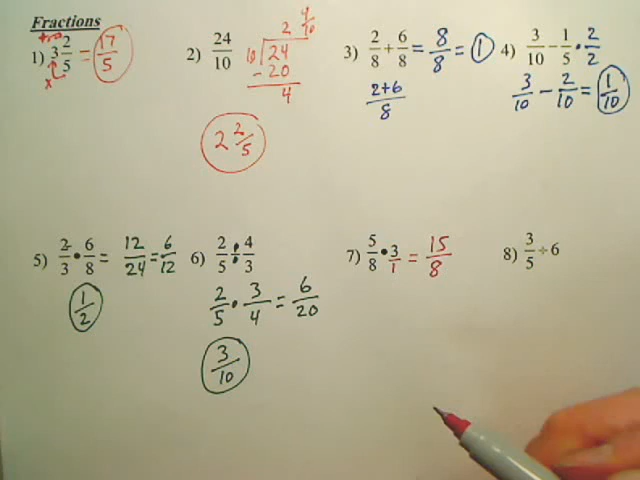 Fractions
1) 3 2/5 = 17/5
x
2) 24/10
2 4/10
10 24
- 20
4
2 2/5
3) 2/8 + 6/8 = 8/8 = 1
2+6/8
4) 3/10 - 1/5 • 2/2
3/10 - 2/10 = 1/10
5) 2/3 • 6/8 = 12/24 = 6/12
1/2
6) 2/5 ÷ 4/3
2/5 • 3/4 = 6/20
3/10
7) 5/8 • 3/1 = 15/8
8) 3/5 ÷ 6